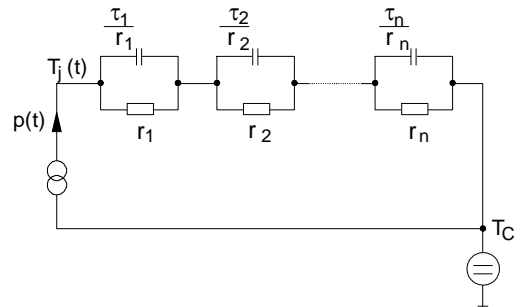 τ1 τ2 τn
r1 r2 rn
Tj (t)
p(t)
r1 r2 rn
TC